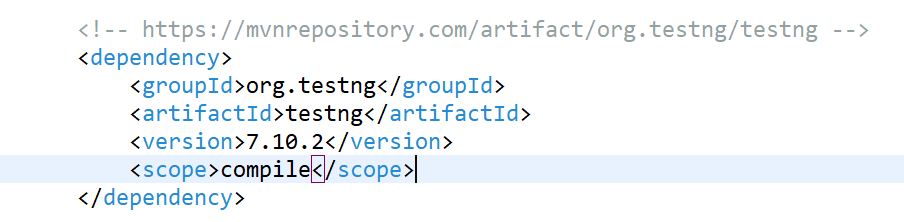 <!-- https://mvnrepository.com/artifact/org.testng/testng -->
<dependency>
<groupId>org.testng</groupId>
<artifactId>testng</artifactId>
<version>7.10.2</version>
<scope>compile</scope>
</dependency>